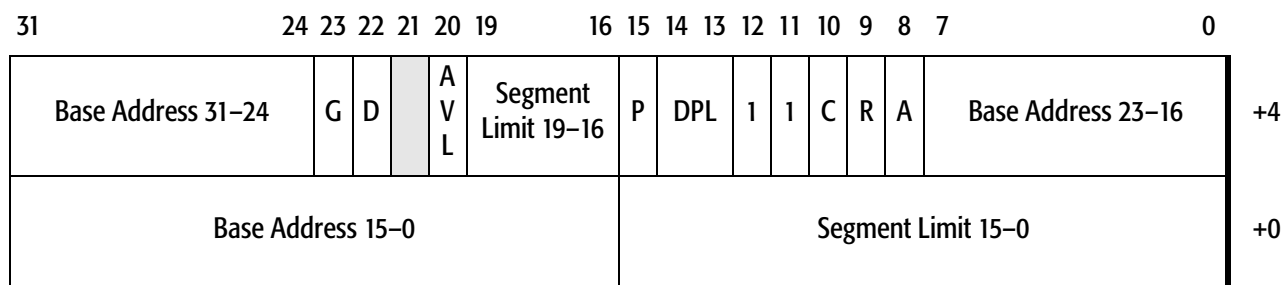 31 24 23 22 21 20 19 16 15 14 13 12 11 10 9 8 7 0
Base Address 31–24 G D AVL Segment Limit 19–16 P DPL 1 1 C R A Base Address 23–16 +4
Base Address 15–0 Segment Limit 15–0 +0